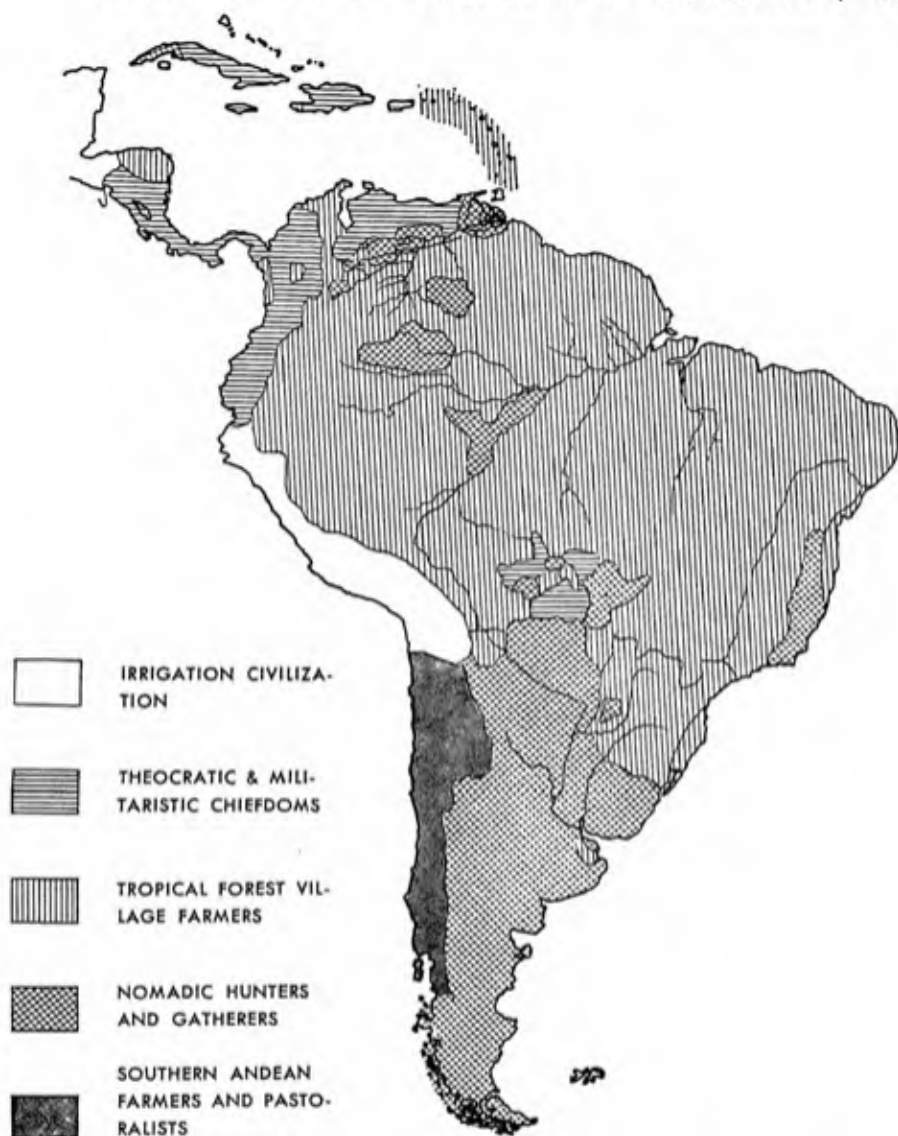 IRRIGATION CIVILIZA-
TION
THEOCRATIC & MILI-
TARISTIC CHIEFDOMS
TROPICAL FOREST VIL-
LAGE FARMERS
NOMADIC HUNTERS
AND GATHERERS
SOUTHERN ANDEAN
FARMERS AND PASTO-
RALISTS